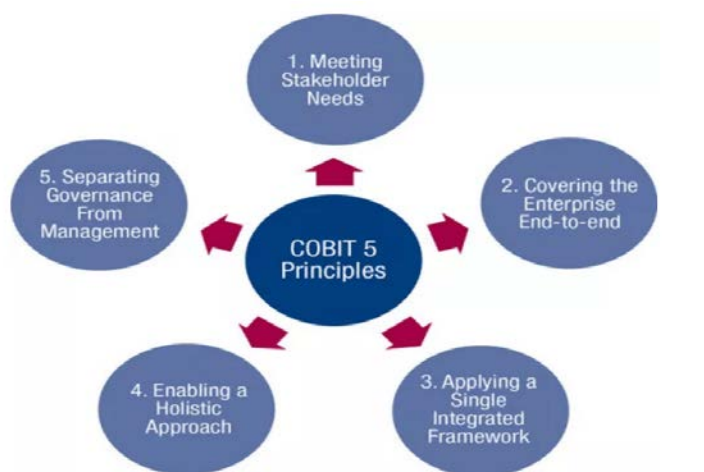 1. Meeting
Stakeholder
Needs
2. Covering the
Enterprise
End-to-end
3. Applying a
Single
Integrated
Framework
4. Enabling a
Holistic
Approach
5. Separating
Governance
From
Management
COBIT 5
Principles